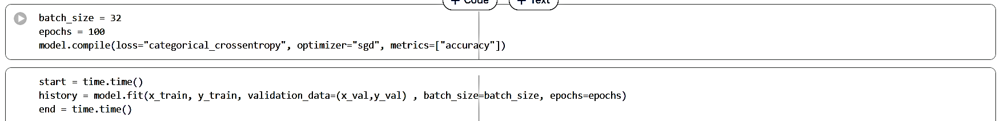 + Code + Text
batch_size = 32
epochs = 100
model.compile(loss="categorical_crossentropy", optimizer="sgd", metrics=["accuracy"])
start = time.time()
history = model.fit(x_train, y_train, validation_data=(x_val,y_val) , batch_size=batch_size, epochs=epochs)
end = time.time()